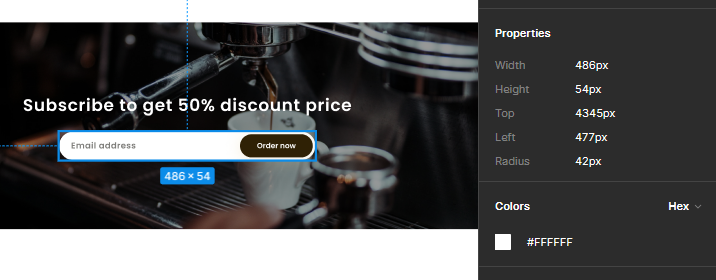 Subscribe to get 50% discount price
Email address
Order now
486 × 54
Properties
Width 486px
Height 54px
Top 4345px
Left 477px
Radius 42px
Colors Hex
#FFFFFF